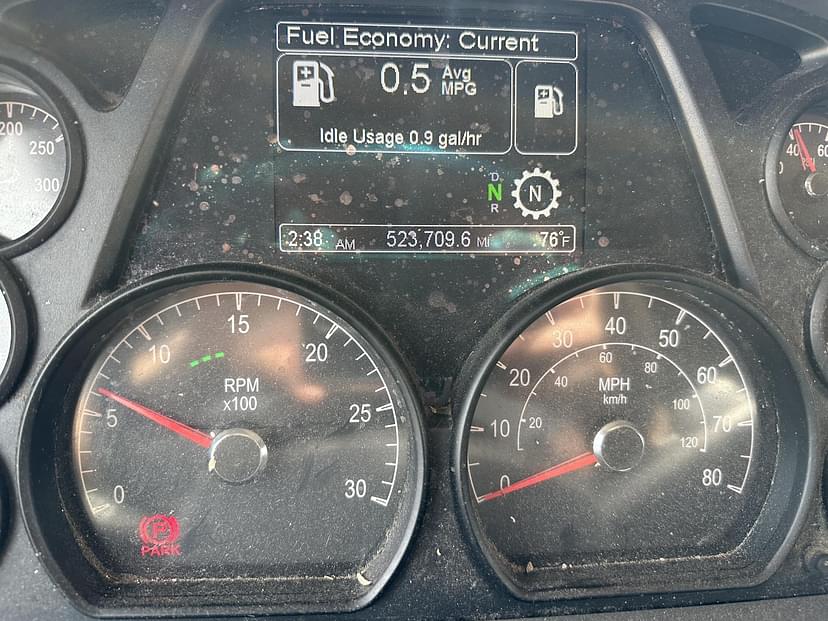 Fuel Economy: Current
0.5 Avg MPG
Idle Usage 0.9 gal/hr
D
N
R
N
2:38 AM 523,709.6 Mi 76°F
200
250
300
0
40
60
0
5
10
15
20
25
30
RPM
x100
P
PARK
0
10
20
30
40
50
60
70
80
20
40
60
80
100
120
MPH
km/h